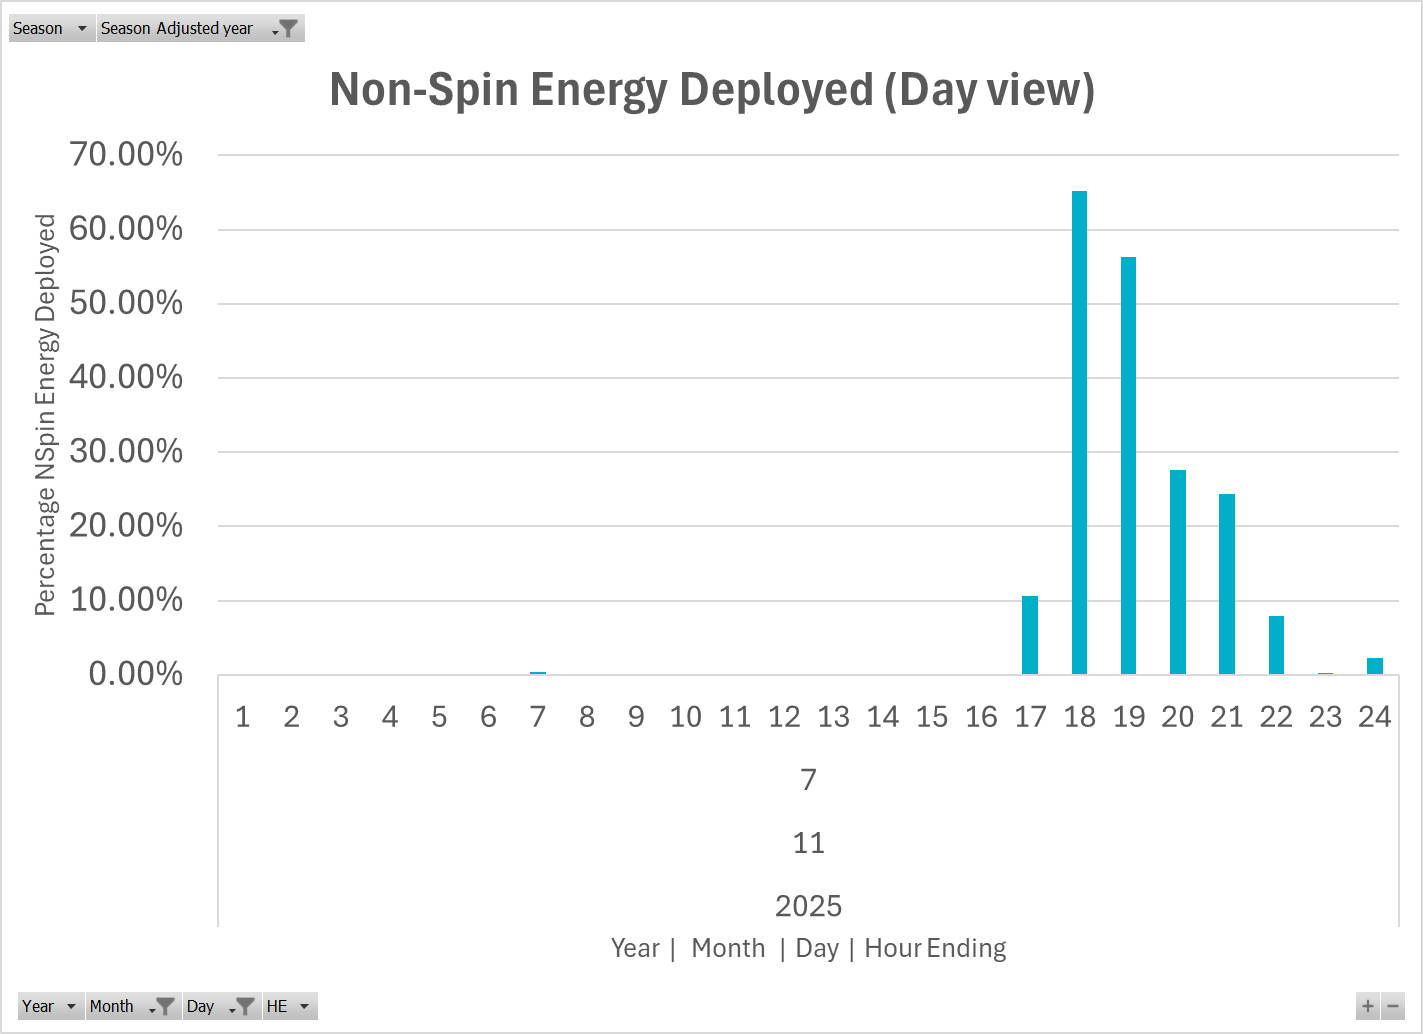 Season Season Adjusted year
Non-Spin Energy Deployed (Day view)
Percentage NSpin Energy Deployed
70.00%
60.00%
50.00%
40.00%
30.00%
20.00%
10.00%
0.00%
1 2 3 4 5 6 7 8 9 10 11 12 13 14 15 16 17 18 19 20 21 22 23 24
7
11
2025
Year | Month | Day | Hour Ending
Year Month Day HE + −